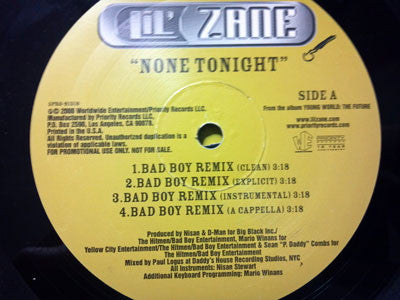 LIL' ZANE
"NONE TONIGHT"
SIDE A
℗© 2000 Worldwide Entertainment/Priority Records LLC.
Manufactured by Priority Records LLC.
P.O. Box 2590, Los Angeles, CA 90078.
Printed in the U.S.A.
All Rights Reserved. Unauthorized duplication is a
violation of applicable laws.
FOR PROMOTIONAL USE ONLY. NOT FOR SALE.
From the album YOUNG WORLD: THE FUTURE
www.lilzane.com
www.priorityrecords.com
1.BAD BOY REMIX (CLEAN) 3:18
2.BAD BOY REMIX (EXPLICIT) 3:18
3.BAD BOY REMIX (INSTRUMENTAL) 3:18
4.BAD BOY REMIX (A CAPPELLA) 3:18
Produced by Nisan & D-Man for Big Black Inc./
The Hitmen/Bad Boy Entertainment, Mario Winans for
Yellow City Entertainment/The Hitmen/Bad Boy Entertainment & Sean "P. Daddy" Combs for
The Hitmen/Bad Boy Entertainment
Mixed by Paul Logus at Daddy's House Recording Studios, NYC
All Instruments: Nisan Stewart
Additional Keyboard Programming: Mario Winans